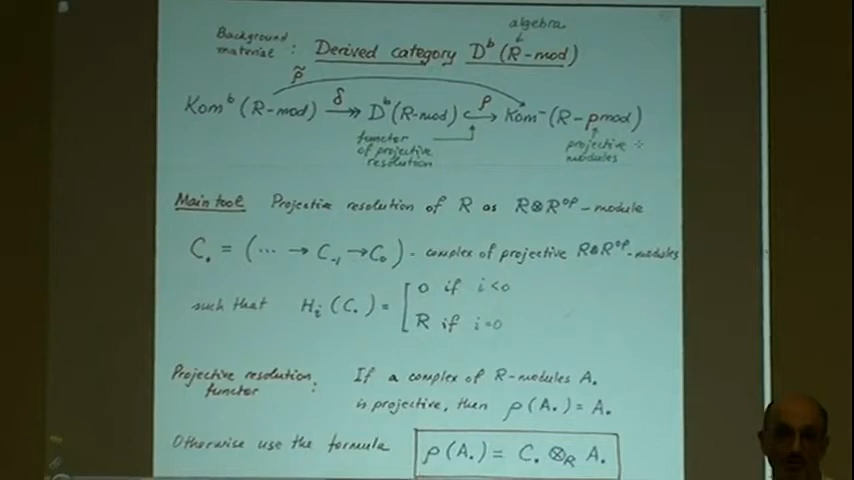 algebra
Background material : Derived category D^b (R-mod)
ρ̃
Kom^b (R-mod) δ ↠ D^b (R-mod) ρ ↪ Kom^- (R-pmod)
functor of projective resolution
projective modules
Main tool Projective resolution of R as R⊗R^op-module
C. = (··· → C_-1 → C_0) - complex of projective R⊗R^op-modules
such that H_i (C.) = [ 0 if i<0
R if i=0
Projective resolution functor : If a complex of R-modules A.
is projective, then ρ(A.) = A.
Otherwise use the formula ρ(A.) = C. ⊗_R A.